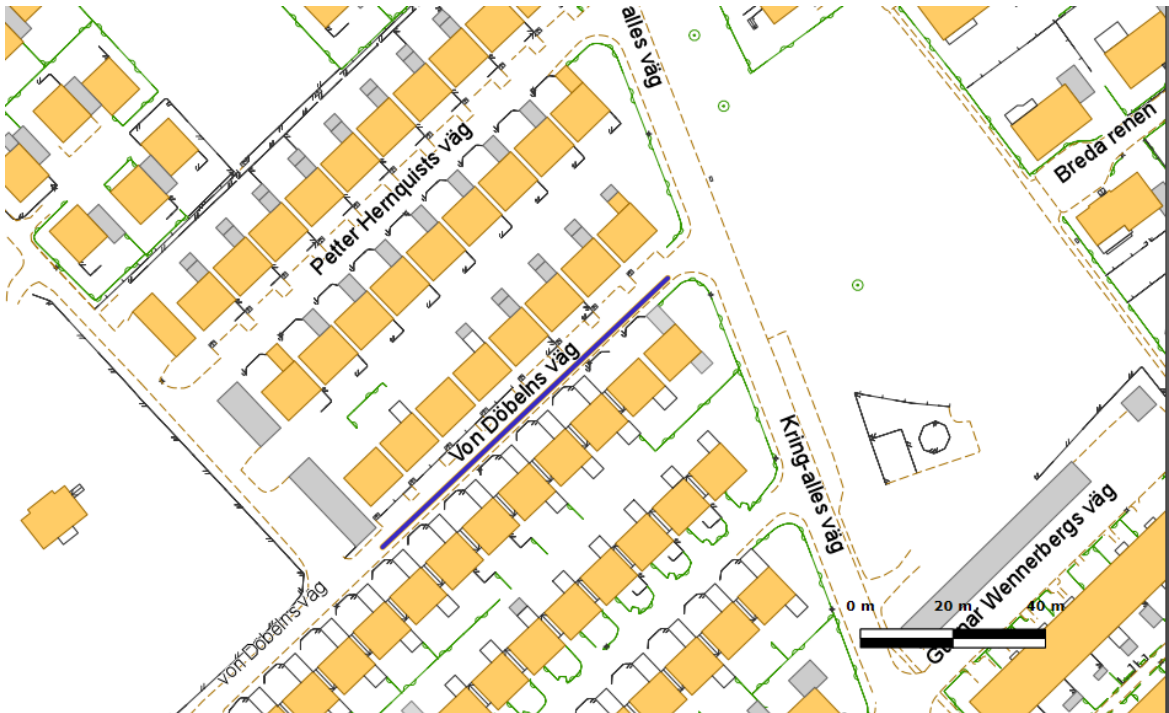 alles väg
Breda renen
Petter Hernquists väg
Von Döbelns väg
Kring-alles väg
Gunnar Wennerbergs väg
0 m 20 m 40 m
von Döbelns väg